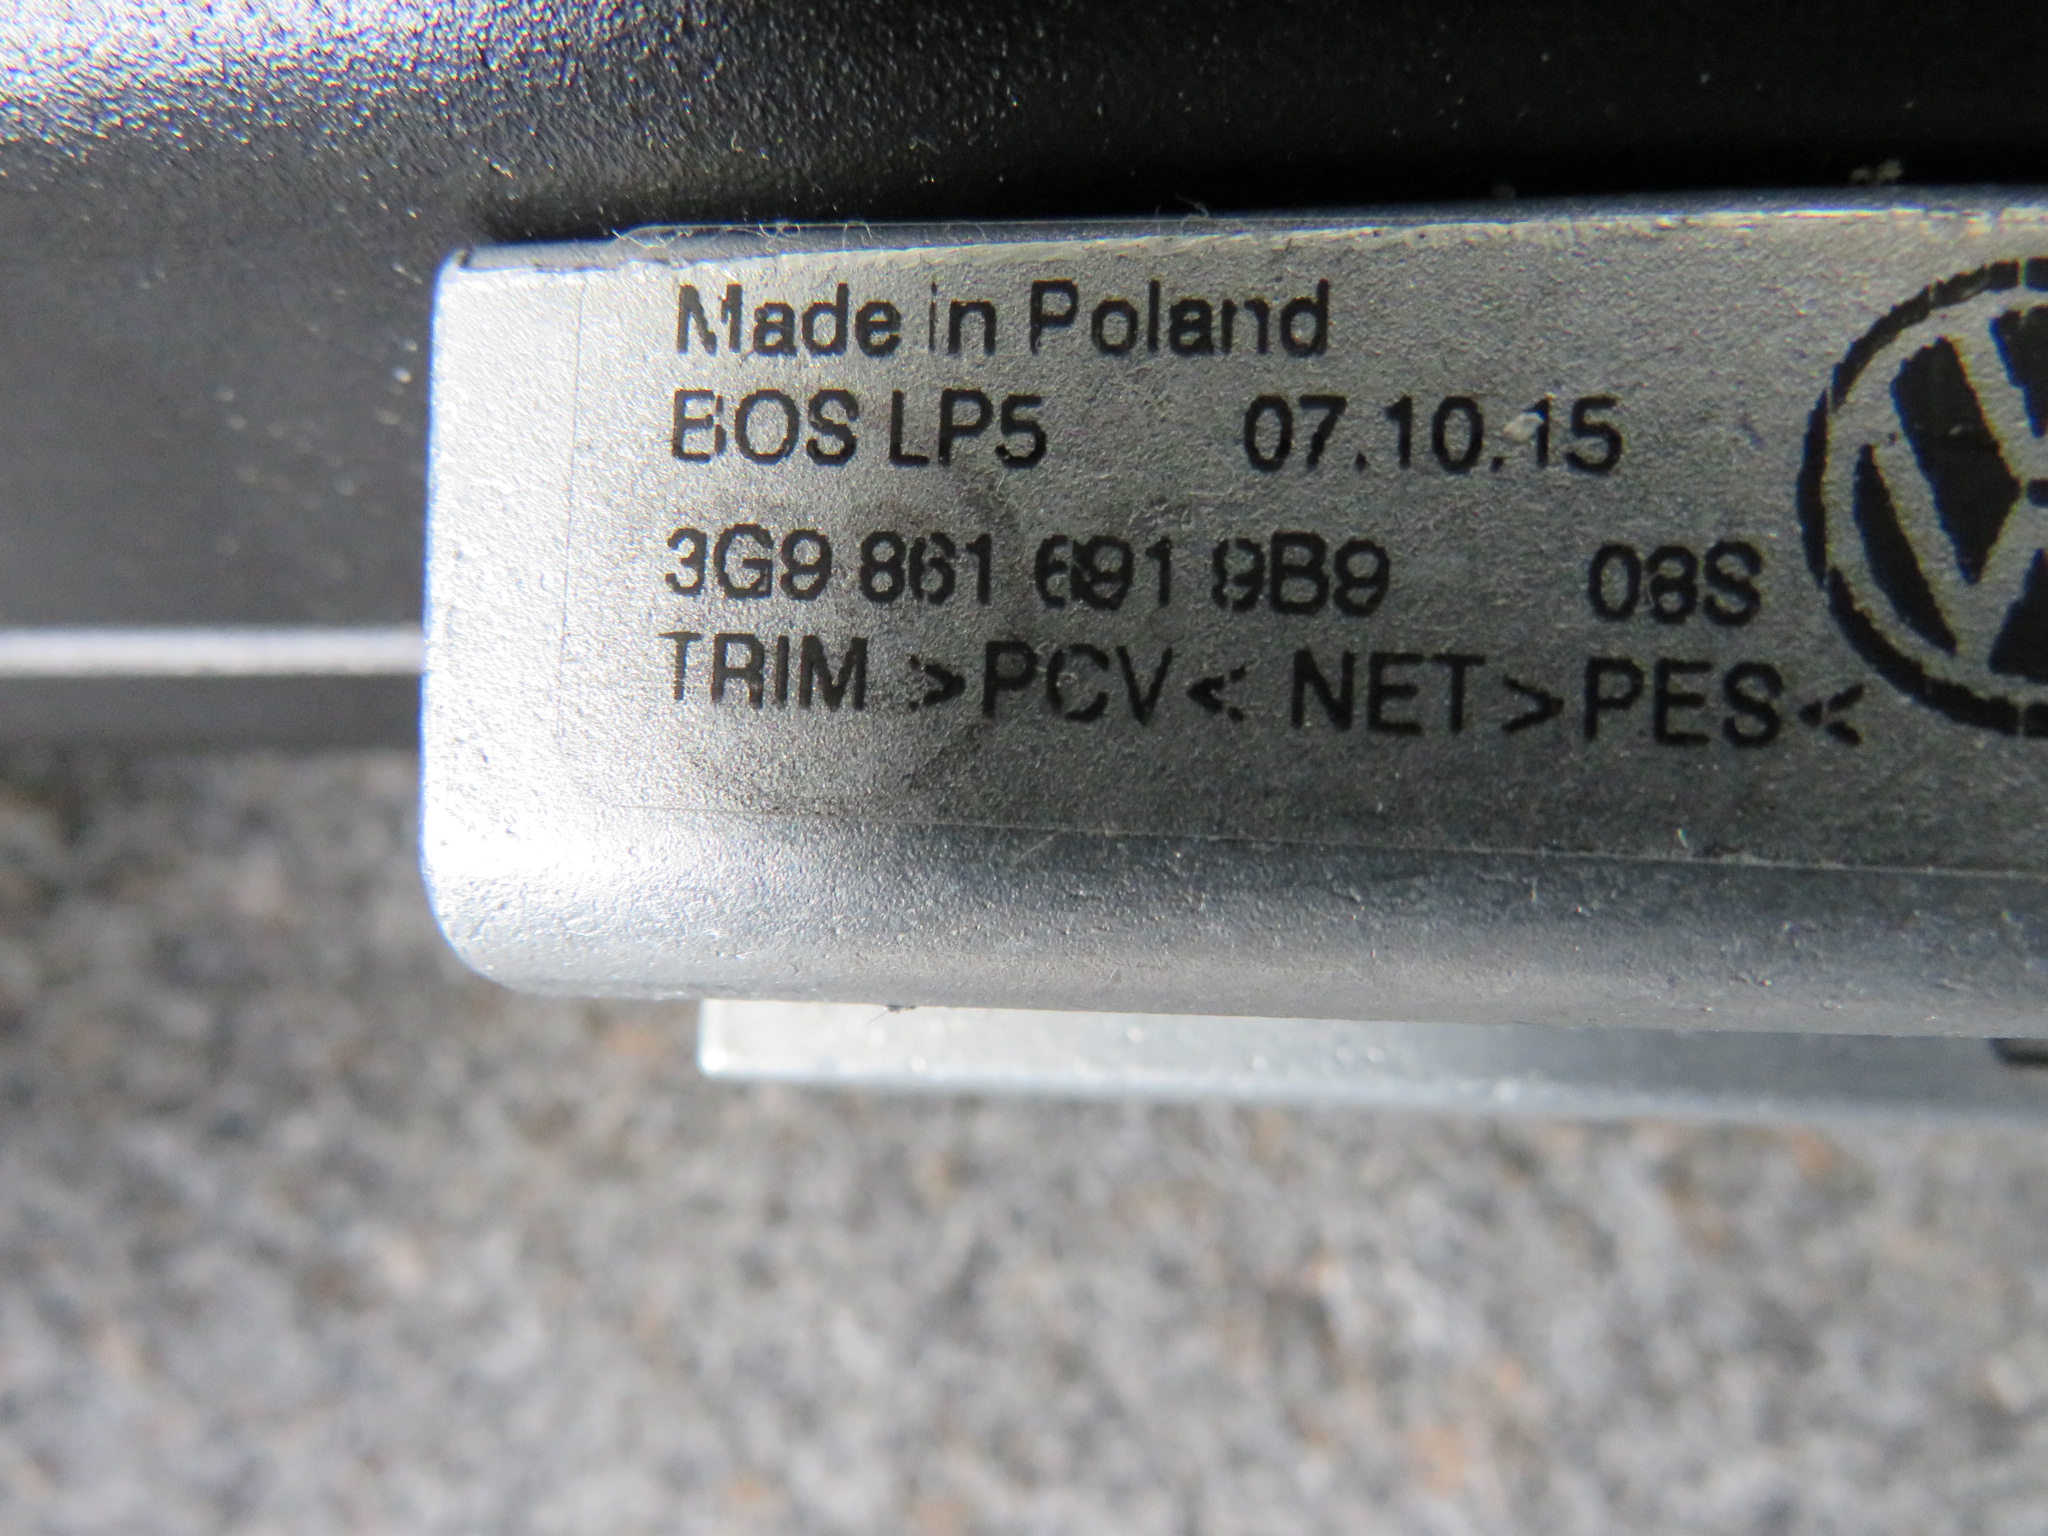 Made in Poland
BOS LP5 07.10.15
3G9 861 691 9B9 08S
TRIM >PCV< NET >PES<